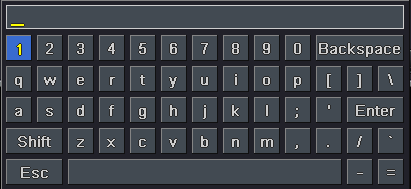 _
1 2 3 4 5 6 7 8 9 0 Backspace
q w e r t y u i o p [ ] \
a s d f g h j k l ; ' Enter
Shift z x c v b n m , . / `
Esc - =